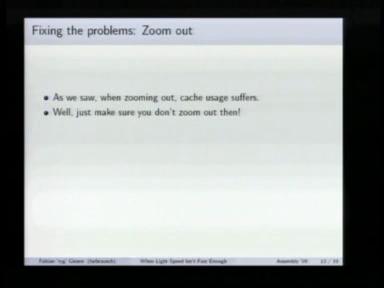 Fixing the problems: Zoom out
As we saw, when zooming out, cache usage suffers.
Well, just make sure you don't zoom out then!
Fabian 'ryg' Giesen (farbrausch) When Light Speed Isn't Fast Enough Assembly '06